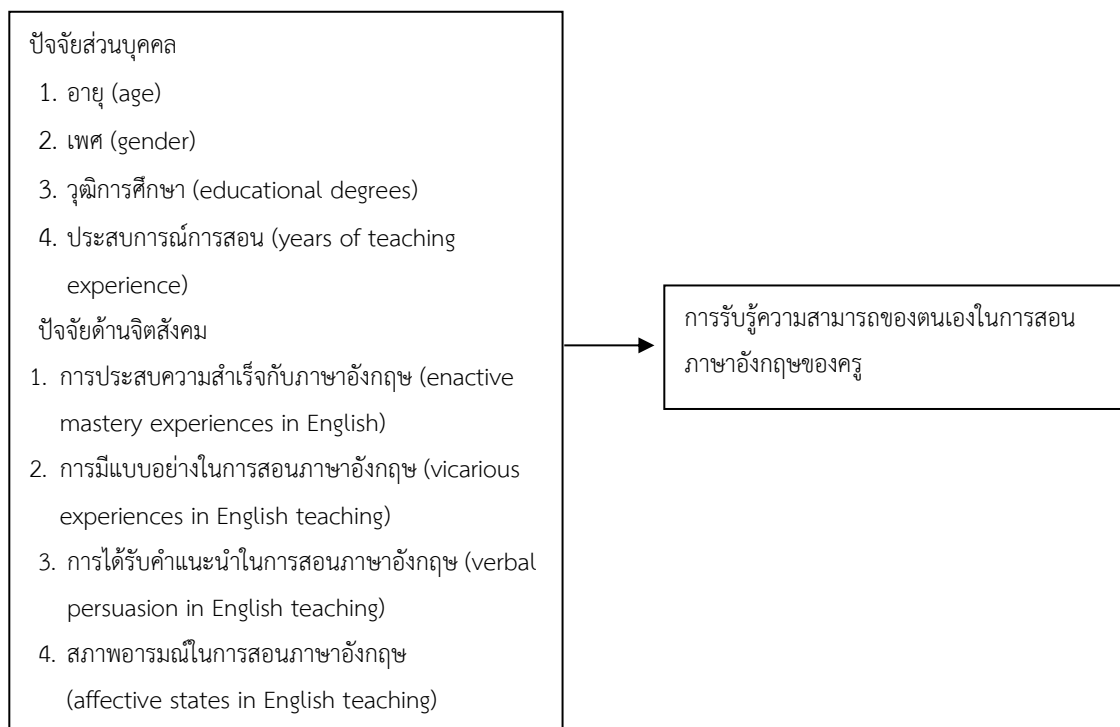 ปัจจัยส่วนบุคคล
1. อายุ (age)
2. เพศ (gender)
3. วุฒิการศึกษา (educational degrees)
4. ประสบการณ์การสอน (years of teaching
experience)
ปัจจัยด้านจิตสังคม
1. การประสบความสำเร็จกับภาษาอังกฤษ (enactive
mastery experiences in English)
2. การมีแบบอย่างในการสอนภาษาอังกฤษ (vicarious
experiences in English teaching)
3. การได้รับคำแนะนำในการสอนภาษาอังกฤษ (verbal
persuasion in English teaching)
4. สภาพอารมณ์ในการสอนภาษาอังกฤษ
(affective states in English teaching)
การรับรู้ความสามารถของตนเองในการสอน
ภาษาอังกฤษของครู